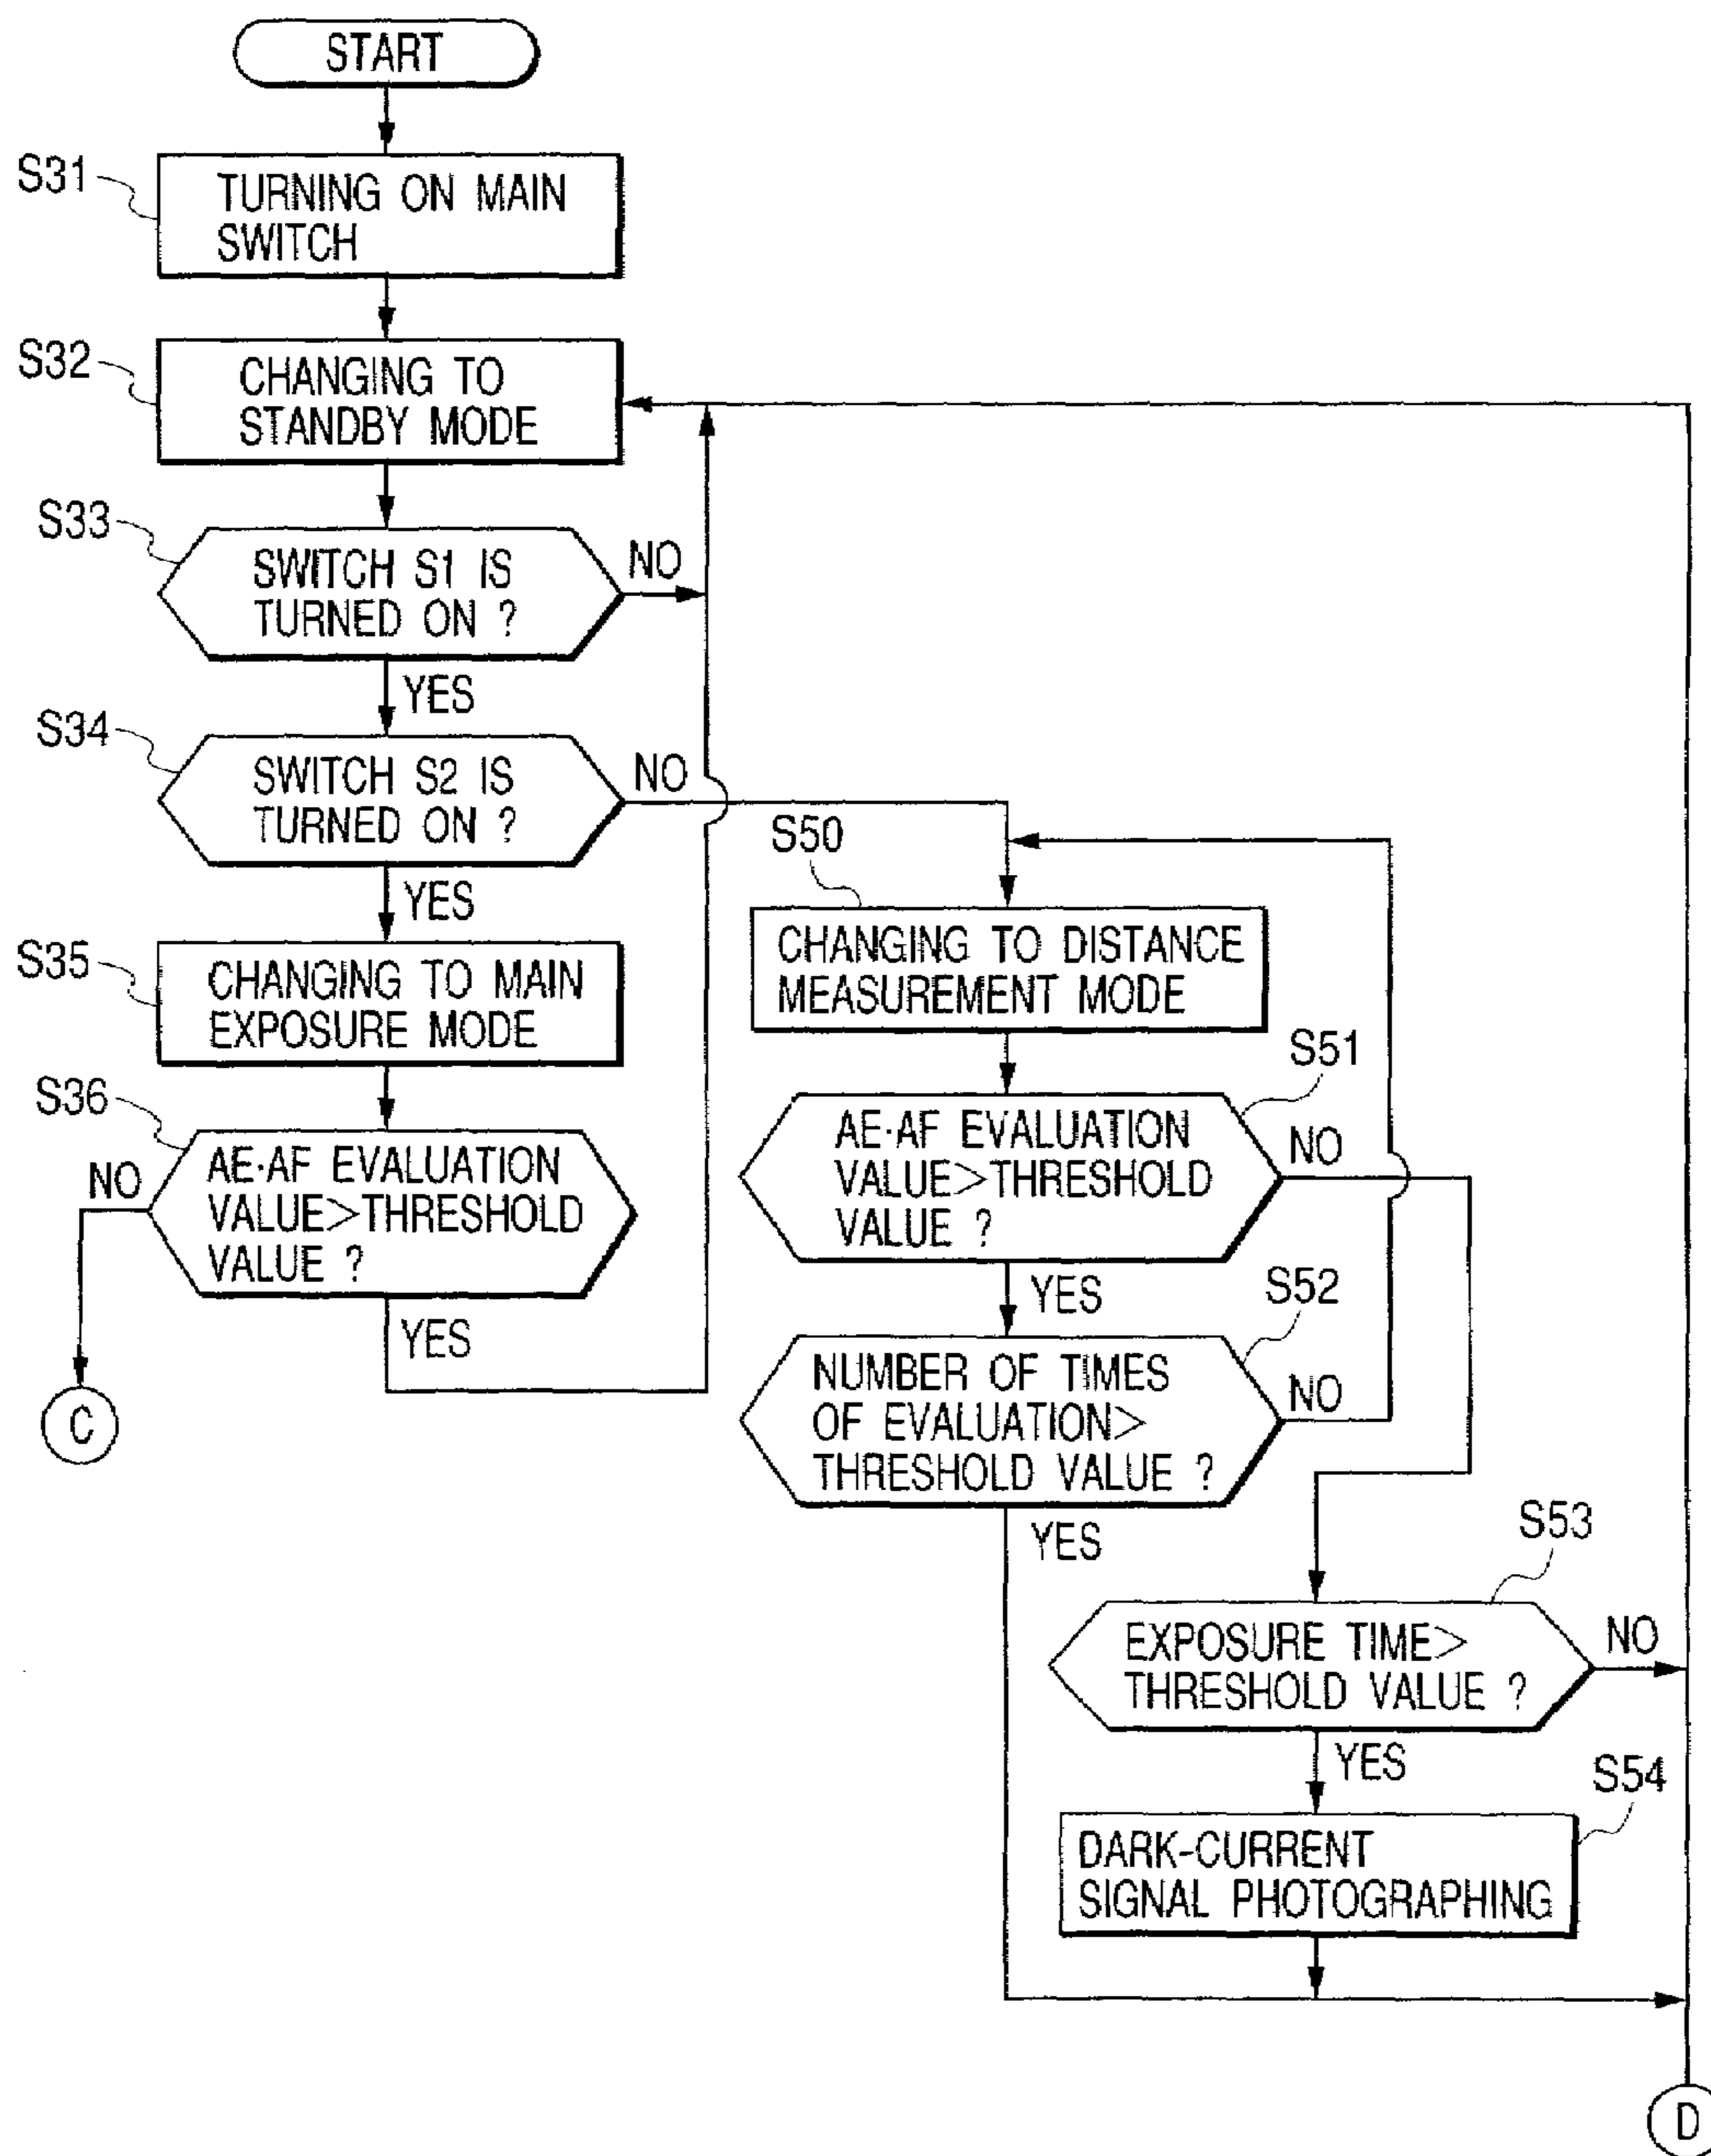 START
S31
TURNING ON MAIN
SWITCH
S32
CHANGING TO
STANDBY MODE
S33
SWITCH S1 IS
TURNED ON ?
NO
YES
S34
SWITCH S2 IS
TURNED ON ?
NO
YES
S35
CHANGING TO MAIN
EXPOSURE MODE
S36
AE·AF EVALUATION
VALUE>THRESHOLD
VALUE ?
NO
YES
C
S50
CHANGING TO DISTANCE
MEASUREMENT MODE
S51
AE·AF EVALUATION
VALUE>THRESHOLD
VALUE ?
NO
YES
S52
NUMBER OF TIMES
OF EVALUATION>
THRESHOLD VALUE ?
NO
YES
S53
EXPOSURE TIME>
THRESHOLD VALUE ?
NO
YES
S54
DARK-CURRENT
SIGNAL PHOTOGRAPHING
D